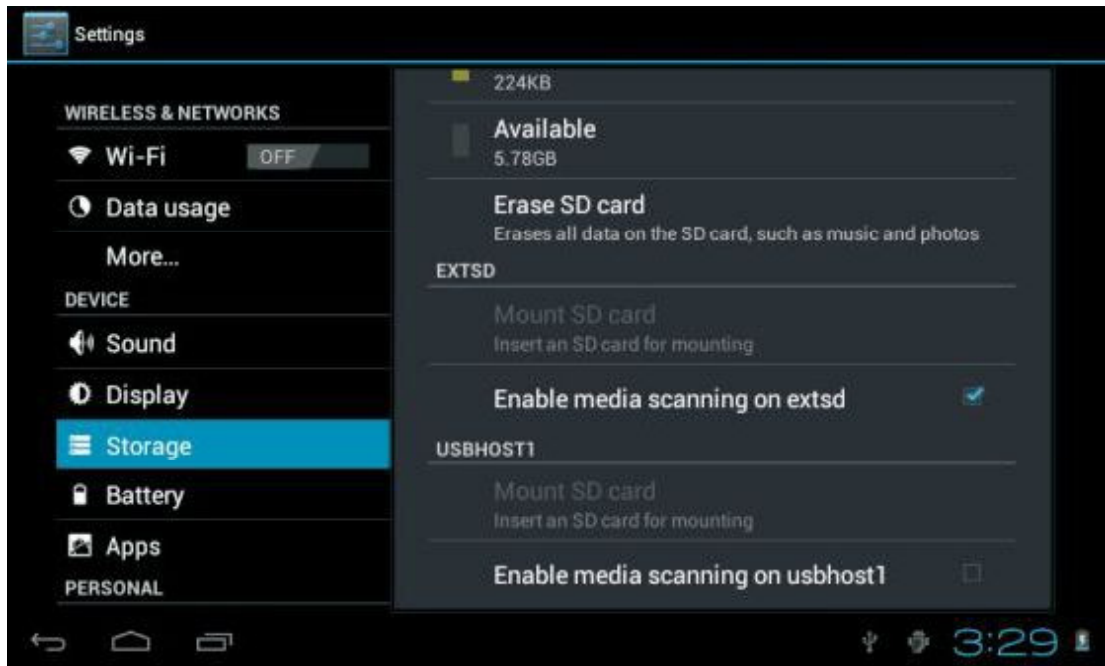 Settings
WIRELESS & NETWORKS
Wi-Fi OFF
Data usage
More...
DEVICE
Sound
Display
Storage
Battery
Apps
PERSONAL
224KB
Available
5.78GB
Erase SD card
Erases all data on the SD card, such as music and photos
EXTSD
Mount SD card
Insert an SD card for mounting
Enable media scanning on extsd
USBHOST1
Mount SD card
Insert an SD card for mounting
Enable media scanning on usbhost1
3:29